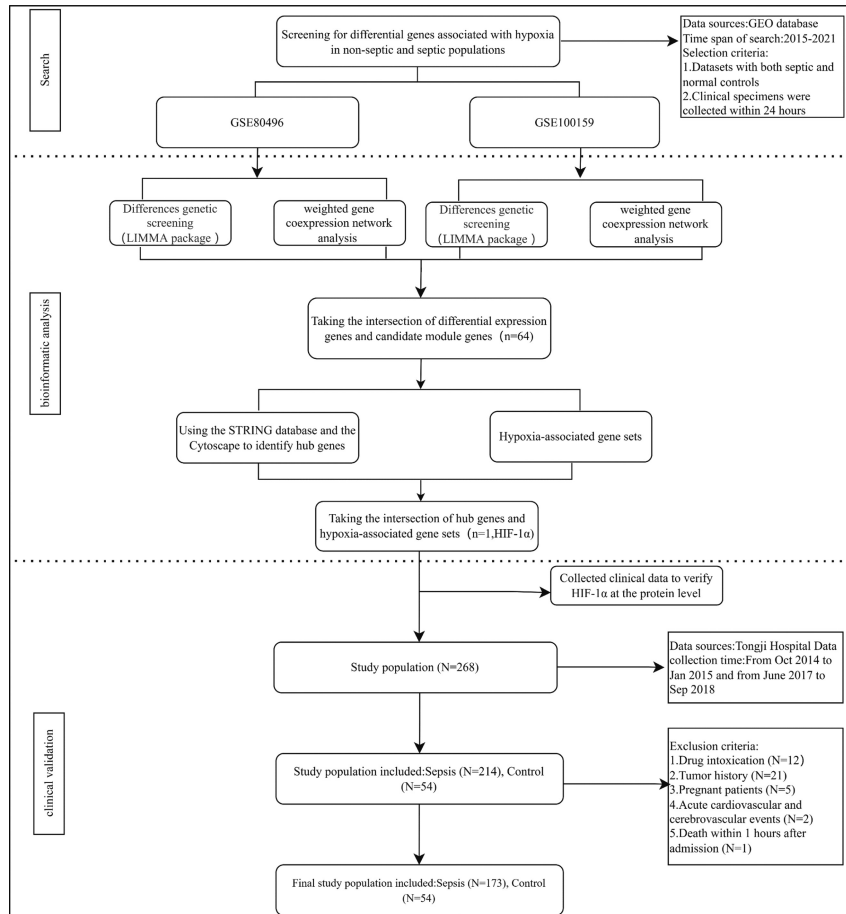 Search
Screening for differential genes associated with hypoxia
in non-septic and septic populations
Data sources:GEO database
Time span of search:2015-2021
Selection criteria:
1.Datasets with both septic and
normal controls
2.Clinical specimens were
collected within 24 hours
GSE80496
GSE100159
bioinformatic analysis
Differences genetic
screening
(LIMMA package)
weighted gene
coexpression network
analysis
Differences genetic
screening
(LIMMA package)
weighted gene
coexpression network
analysis
Taking the intersection of differential expression
genes and candidate module genes (n=64)
Using the STRING database and the
Cytoscape to identify hub genes
Hypoxia-associated gene sets
Taking the intersection of hub genes and
hypoxia-associated gene sets (n=1,HIF-1α)
clinical validation
Collected clinical data to verify
HIF-1α at the protein level
Study population (N=268)
Data sources:Tongji Hospital Data
collection time:From Oct 2014 to
Jan 2015 and from June 2017 to
Sep 2018
Study population included:Sepsis (N=214), Control
(N=54)
Exclusion criteria:
1.Drug intoxication (N=12)
2.Tumor history (N=21)
3.Pregnant patients (N=5)
4.Acute cardiovascular and
cerebrovascular events (N=2)
5.Death within 1 hours after
admission (N=1)
Final study population included:Sepsis (N=173), Control
(N=54)